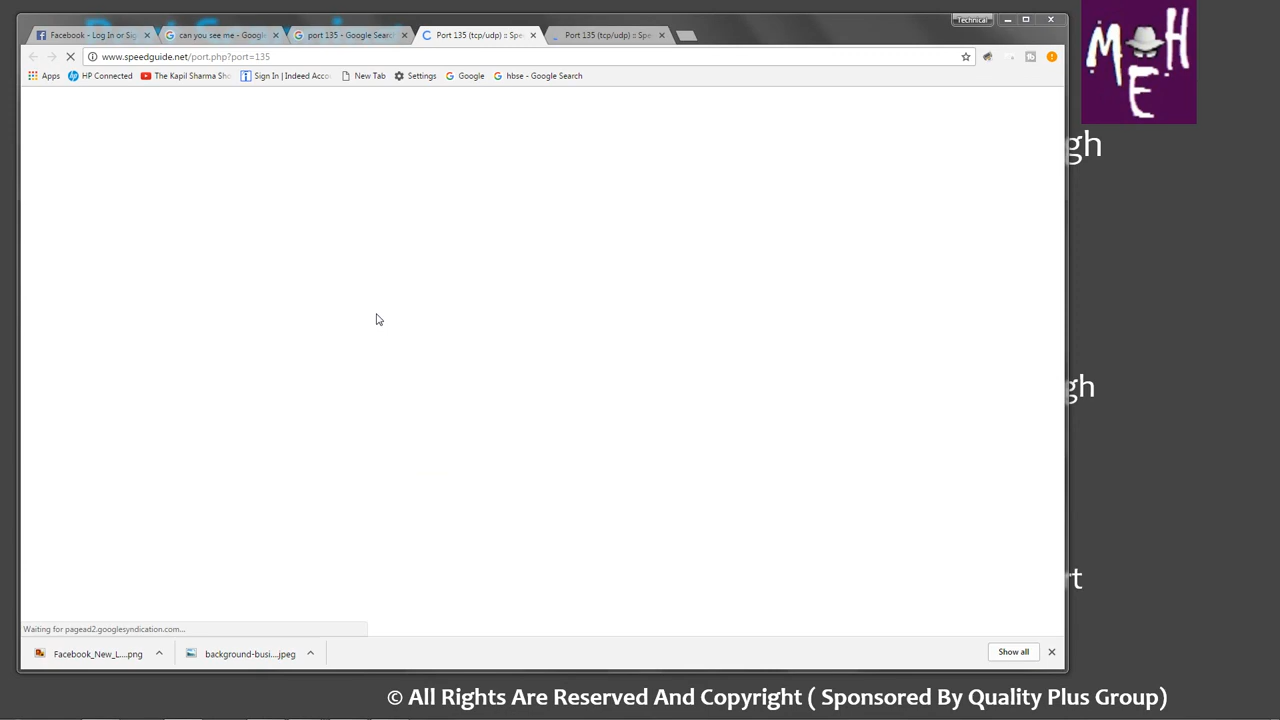 Technical
Facebook - Log In or Sig
can you see me - Google
port 135 - Google Search
Port 135 (tcp/udp) :: Spe
Port 135 (tcp/udp) :: Spe
www.speedguide.net/port.php?port=135
Apps
HP Connected
The Kapil Sharma Sho
Sign In | Indeed Acco
New Tab
Settings
Google
hbse - Google Search
M H
E
gh
gh
rt
Waiting for pagead2.googlesyndication.com...
Facebook_New_L....png
background-busi....jpeg
Show all
© All Rights Are Reserved And Copyright ( Sponsored By Quality Plus Group)